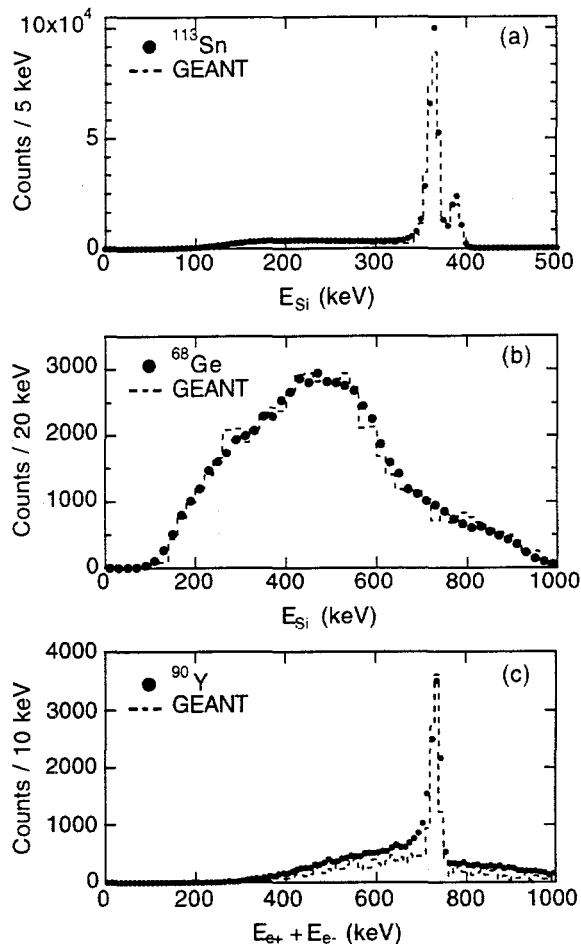 10x10⁴
¹¹³Sn
(a)
GEANT
5
Counts / 5 keV
0
0 100 200 300 400 500
E_Si (keV)
3000
⁶⁸Ge
(b)
GEANT
2000
Counts / 20 keV
1000
0
0 200 400 600 800 1000
E_Si (keV)
4000
⁹⁰Y
(c)
GEANT
3000
Counts / 10 keV
2000
1000
0
0 200 400 600 800 1000
E_e+ + E_e- (keV)